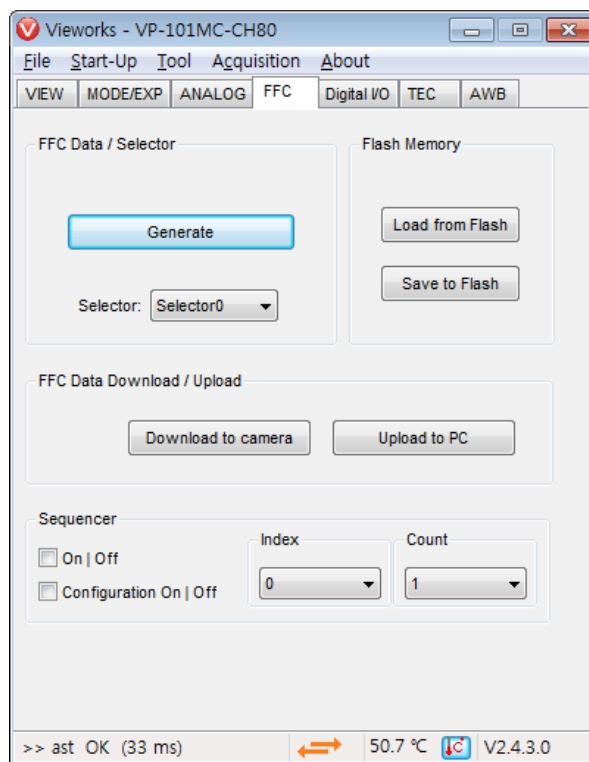 Vieworks - VP-101MC-CH80
File Start-Up Tool Acquisition About
VIEW MODE/EXP ANALOG FFC Digital I/O TEC AWB
FFC Data / Selector
Generate
Selector: Selector0
Flash Memory
Load from Flash
Save to Flash
FFC Data Download / Upload
Download to camera Upload to PC
Sequencer
On | Off
Configuration On | Off
Index
0
Count
1
>> ast OK (33 ms) 50.7 ℃ V2.4.3.0